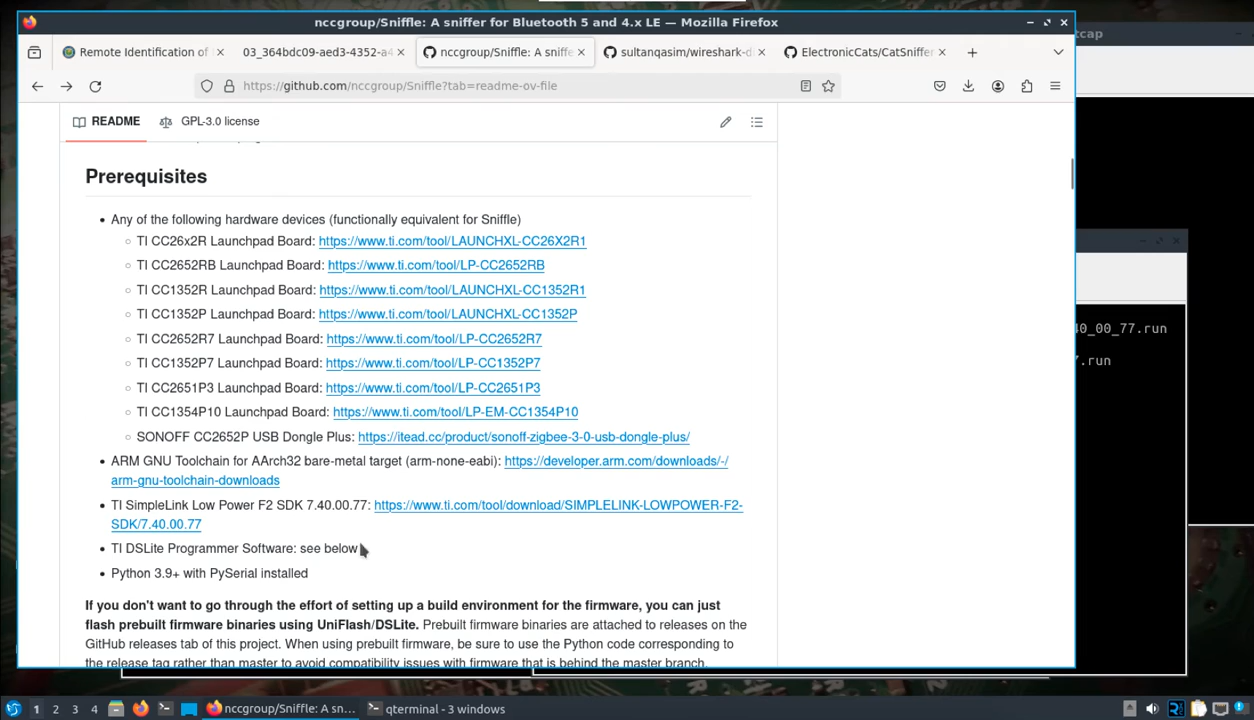 nccgroup/Sniffle: A sniffer for Bluetooth 5 and 4.x LE — Mozilla Firefox
tcap
Remote Identification of
03_364bdc09-aed3-4352-a4
nccgroup/Sniffle: A sniffe
sultanqasim/wireshark-d
ElectronicCats/CatSniffer
https://github.com/nccgroup/Sniffle?tab=readme-ov-file
README
GPL-3.0 license
Prerequisites
Any of the following hardware devices (functionally equivalent for Sniffle)
TI CC26x2R Launchpad Board: https://www.ti.com/tool/LAUNCHXL-CC26X2R1
TI CC2652RB Launchpad Board: https://www.ti.com/tool/LP-CC2652RB
TI CC1352R Launchpad Board: https://www.ti.com/tool/LAUNCHXL-CC1352R1
TI CC1352P Launchpad Board: https://www.ti.com/tool/LAUNCHXL-CC1352P
TI CC2652R7 Launchpad Board: https://www.ti.com/tool/LP-CC2652R7
TI CC1352P7 Launchpad Board: https://www.ti.com/tool/LP-CC1352P7
TI CC2651P3 Launchpad Board: https://www.ti.com/tool/LP-CC2651P3
TI CC1354P10 Launchpad Board: https://www.ti.com/tool/LP-EM-CC1354P10
SONOFF CC2652P USB Dongle Plus: https://itead.cc/product/sonoff-zigbee-3-0-usb-dongle-plus/
ARM GNU Toolchain for AArch32 bare-metal target (arm-none-eabi): https://developer.arm.com/downloads/-/
arm-gnu-toolchain-downloads
TI SimpleLink Low Power F2 SDK 7.40.00.77: https://www.ti.com/tool/download/SIMPLELINK-LOWPOWER-F2-
SDK/7.40.00.77
TI DSLite Programmer Software: see below
Python 3.9+ with PySerial installed
If you don't want to go through the effort of setting up a build environment for the firmware, you can just
flash prebuilt firmware binaries using UniFlash/DSLite. Prebuilt firmware binaries are attached to releases on the
GitHub releases tab of this project. When using prebuilt firmware, be sure to use the Python code corresponding to
the release tag rather than master to avoid compatibility issues with firmware that is behind the master branch.
40_00_77.run
7.run
1 2 3 4
nccgroup/Sniffle: A sn...
qterminal - 3 windows